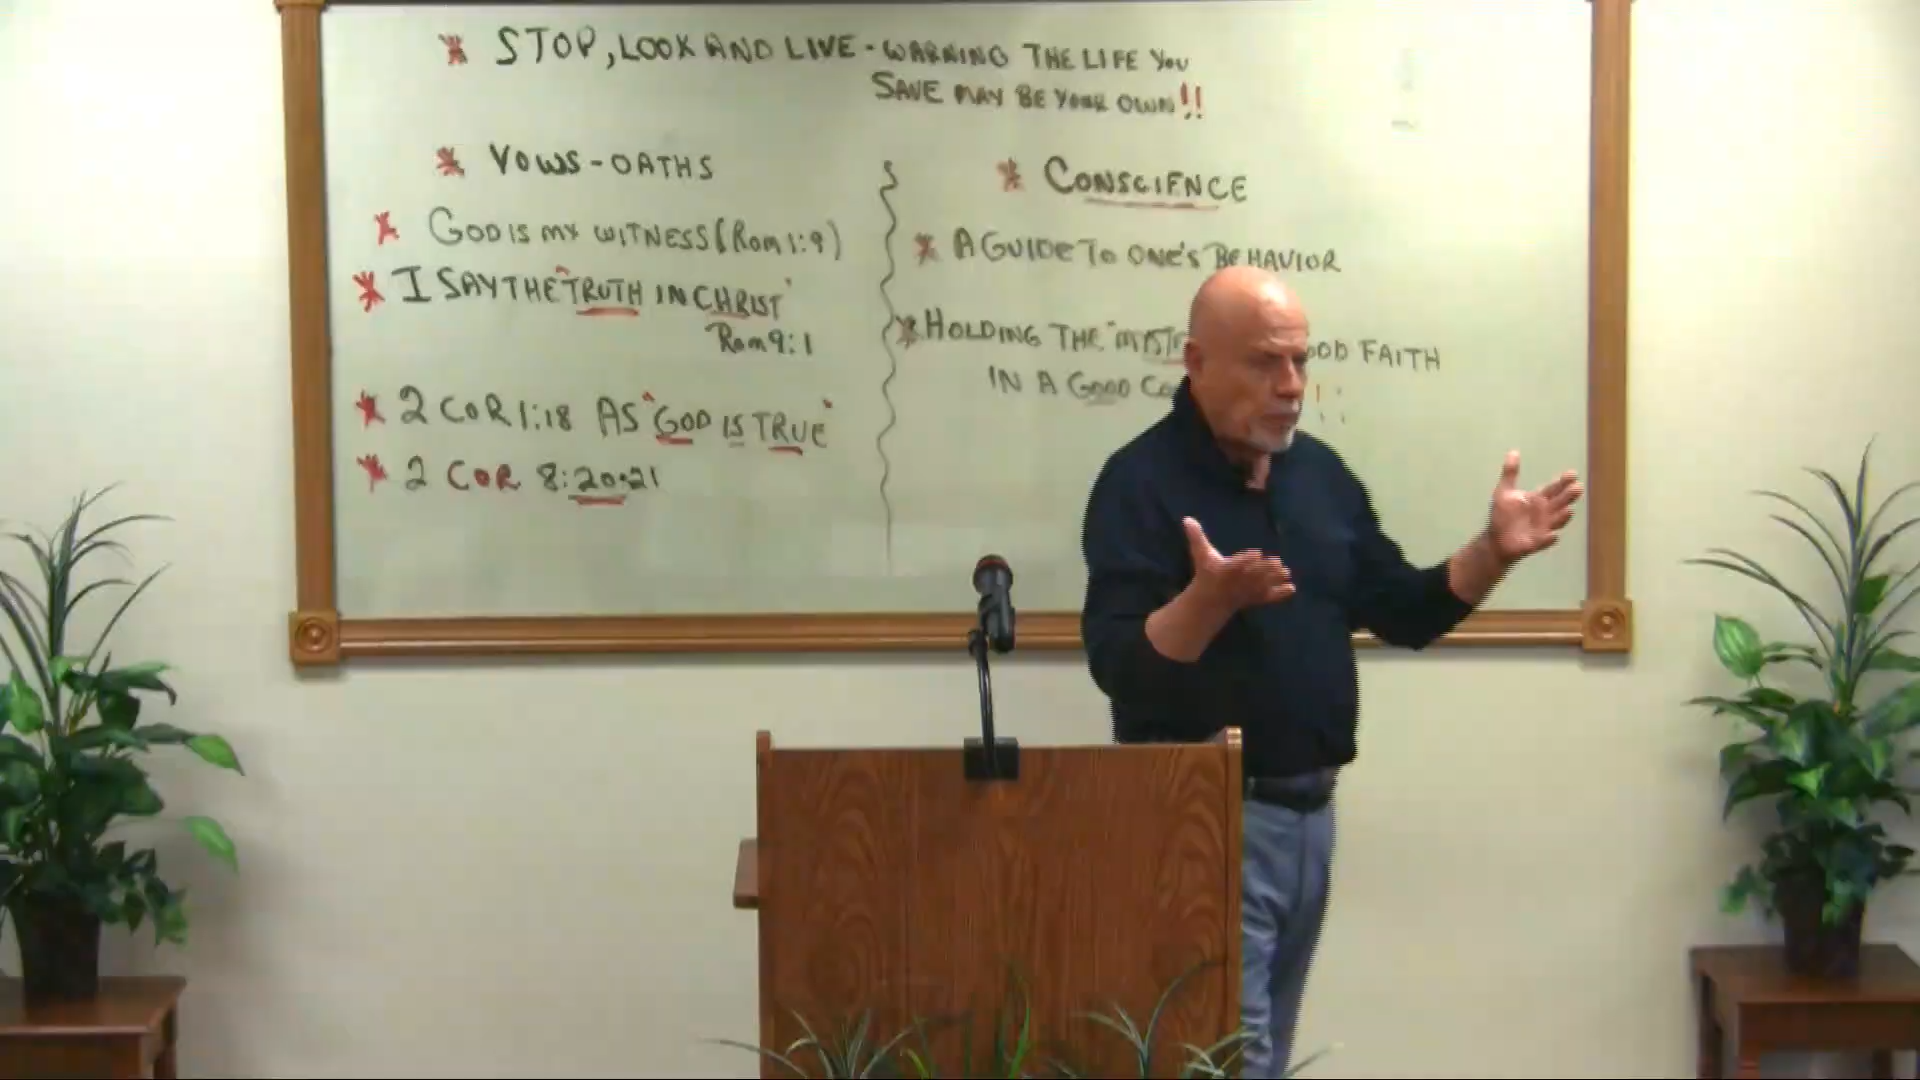 STOP, LOOK AND LIVE - WARNING THE LIFE YOU
SAVE MAY BE YOUR OWN!!
VOWS - OATHS
GOD IS MY WITNESS (Rom 1:9)
I SAY THE "TRUTH IN CHRIST"
Rom 9:1
2 COR 1:18 AS "GOD IS TRUE"
2 COR 8:20-21
CONSCIENCE
A GUIDE TO ONE'S BEHAVIOR
HOLDING THE FAITH
IN A GOOD